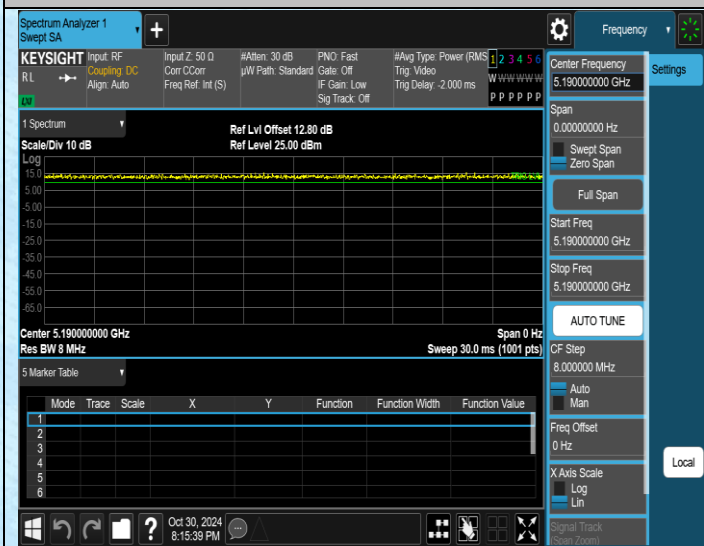 Spectrum Analyzer 1
Swept SA
+
Frequency
KEYSIGHT
RL
Input: RF
Coupling: DC
Align: Auto
Input Z: 50 Ω
Corr CCorr
Freq Ref: Int (S)
#Atten: 30 dB
µW Path: Standard
PNO: Fast
Gate: Off
IF Gain: Low
Sig Track: Off
#Avg Type: Power (RMS
Trig: Video
Trig Delay: -2.000 ms
1 2 3 4 5 6
W W W W W W
P P P P P P
1 Spectrum
Scale/Div 10 dB
Ref Lvl Offset 12.80 dB
Ref Level 25.00 dBm
Log
15.0
5.00
-5.00
-15.0
-25.0
-35.0
-45.0
-55.0
-65.0
Center 5.190000000 GHz
Span 0 Hz
Res BW 8 MHz
Sweep 30.0 ms (1001 pts)
5 Marker Table
Mode Trace Scale X Y Function Function Width Function Value
1
2
3
4
5
6
Oct 30, 2024
8:15:39 PM
Center Frequency
5.190000000 GHz
Settings
Span
0.00000000 Hz
Swept Span
Zero Span
Full Span
Start Freq
5.190000000 GHz
Stop Freq
5.190000000 GHz
AUTO TUNE
CF Step
8.000000 MHz
Auto
Man
Freq Offset
0 Hz
X Axis Scale
Log
Lin
Local
Signal Track
(Span Zoom)